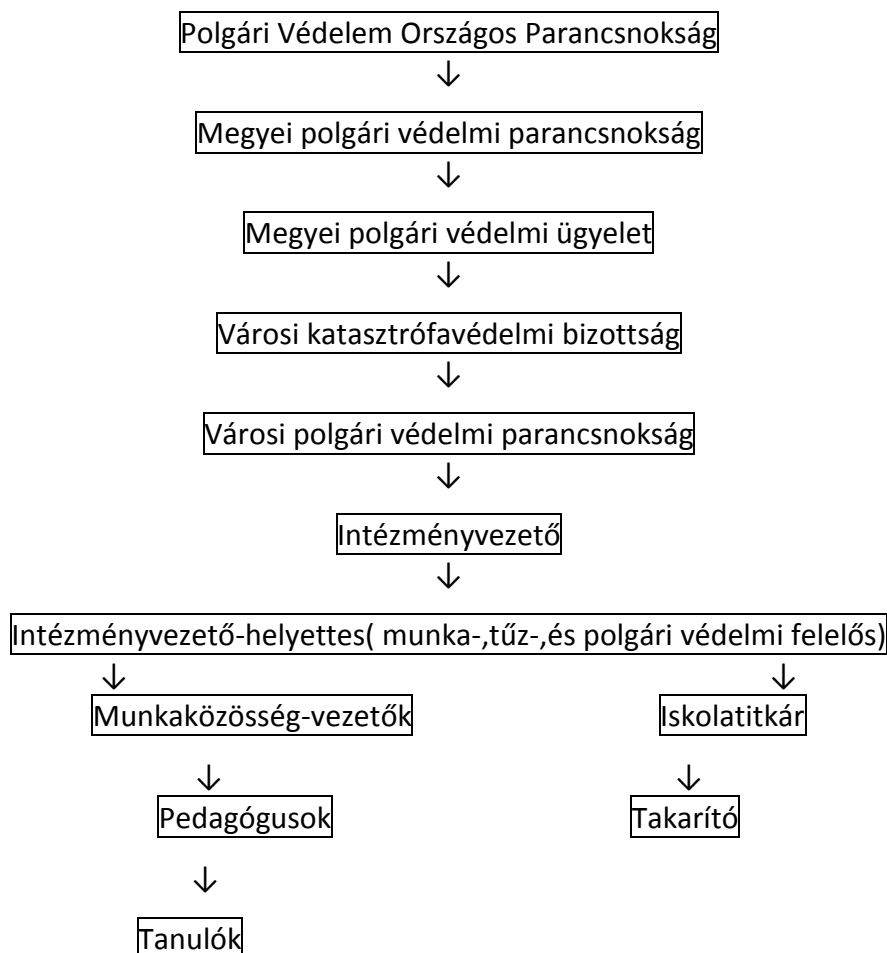 Polgári Védelem Országos Parancsnokság
↓
Megyei polgári védelmi parancsnokság
↓
Megyei polgári védelmi ügyelet
↓
Városi katasztrófavédelmi bizottság
↓
Városi polgári védelmi parancsnokság
↓
Intézményvezető
↓
Intézményvezető-helyettes( munka-,tűz-,és polgári védelmi felelős)
↓ ↓
Munkaközösség-vezetők Iskolatitkár
↓ ↓
Pedagógusok Takarító
↓
Tanulók